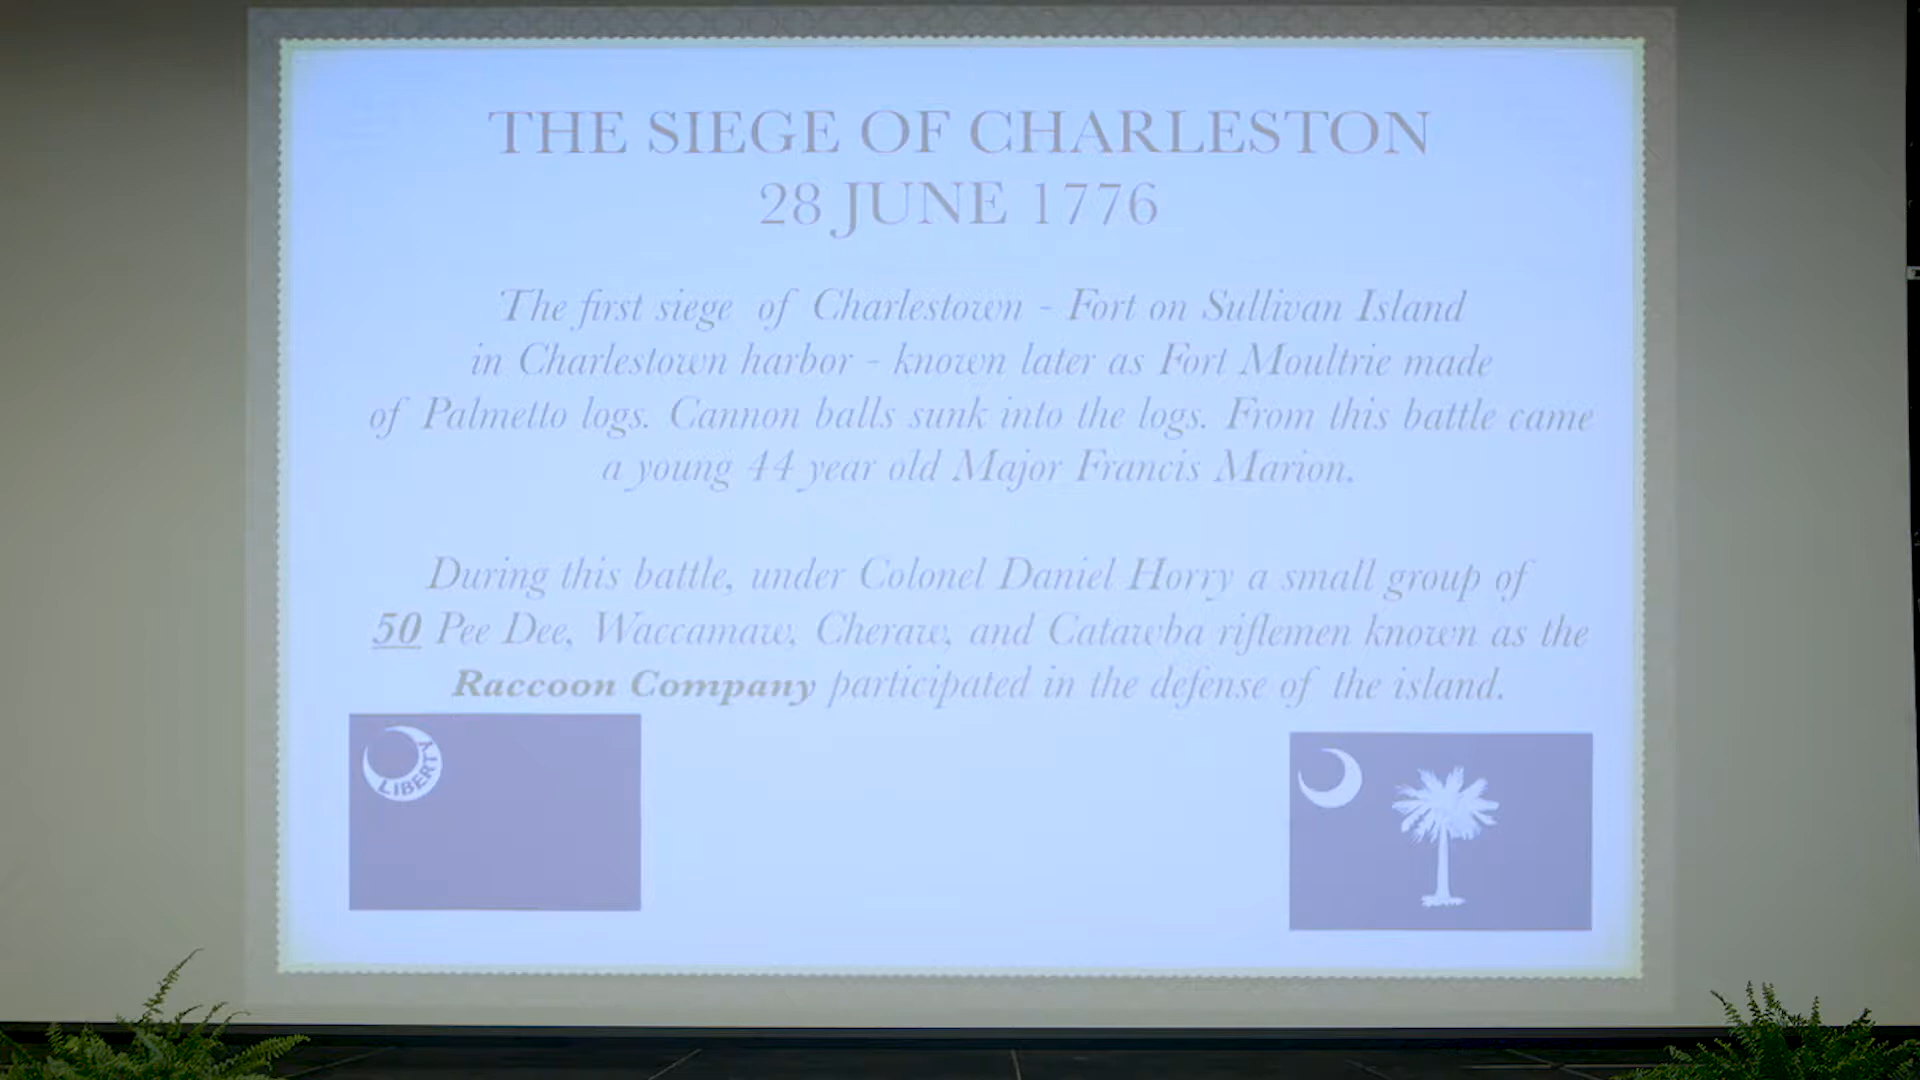 THE SIEGE OF CHARLESTON
28 JUNE 1776
The first siege of Charlestown - Fort on Sullivan Island
in Charlestown harbor - known later as Fort Moultrie made
of Palmetto logs. Cannon balls sunk into the logs. From this battle came
a young 44 year old Major Francis Marion.
During this battle, under Colonel Daniel Horry a small group of
50 Pee Dee, Waccamaw, Cheraw, and Catawba riflemen known as the
Raccoon Company participated in the defense of the island.
LIBERTY